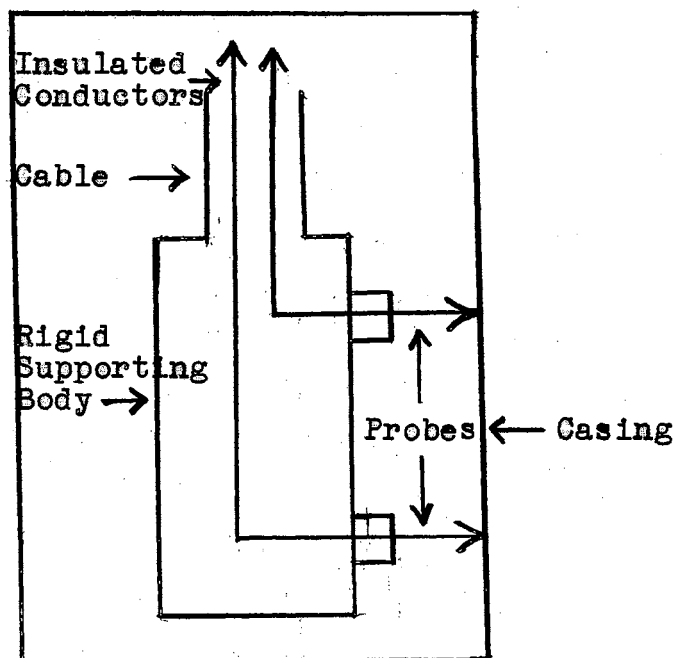 Insulated
Conductors
Cable
Rigid
Supporting
Body
Probes
Casing